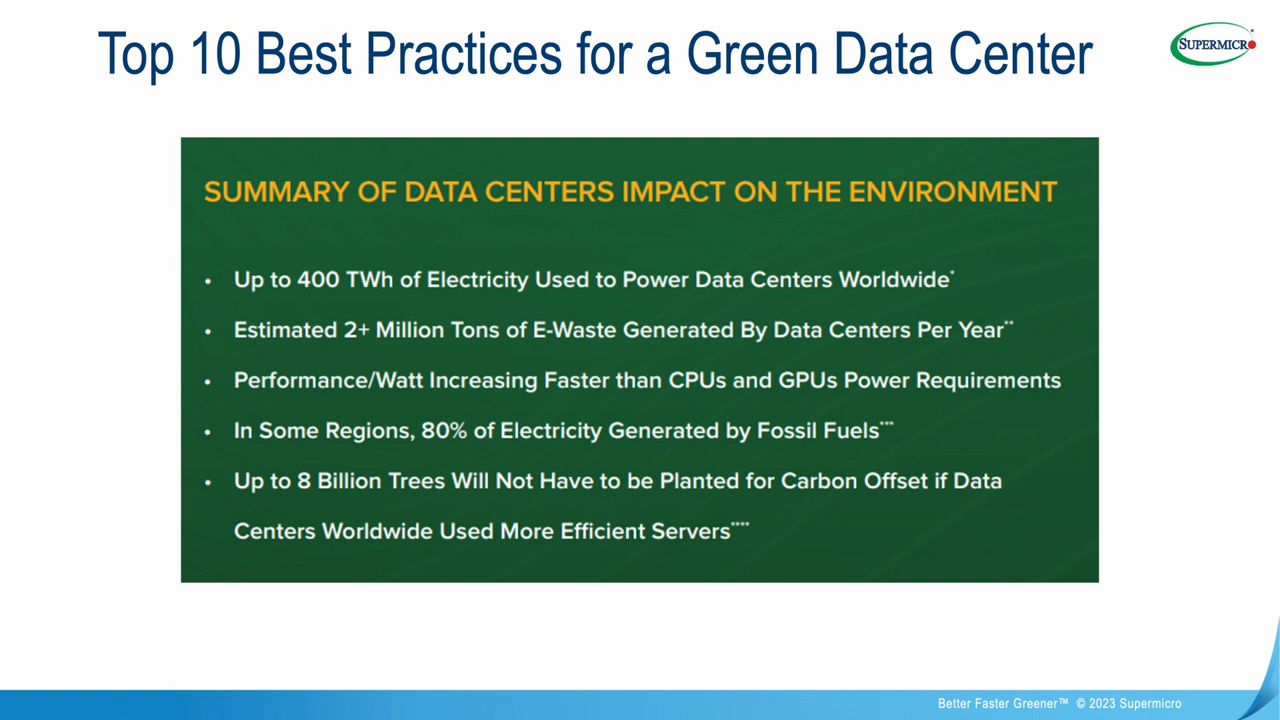 Top 10 Best Practices for a Green Data Center
SUPERMICRO
SUMMARY OF DATA CENTERS IMPACT ON THE ENVIRONMENT
• Up to 400 TWh of Electricity Used to Power Data Centers Worldwide*
• Estimated 2+ Million Tons of E-Waste Generated By Data Centers Per Year**
• Performance/Watt Increasing Faster than CPUs and GPUs Power Requirements
• In Some Regions, 80% of Electricity Generated by Fossil Fuels***
• Up to 8 Billion Trees Will Not Have to be Planted for Carbon Offset if Data
Centers Worldwide Used More Efficient Servers****
Better Faster Greener™ © 2023 Supermicro